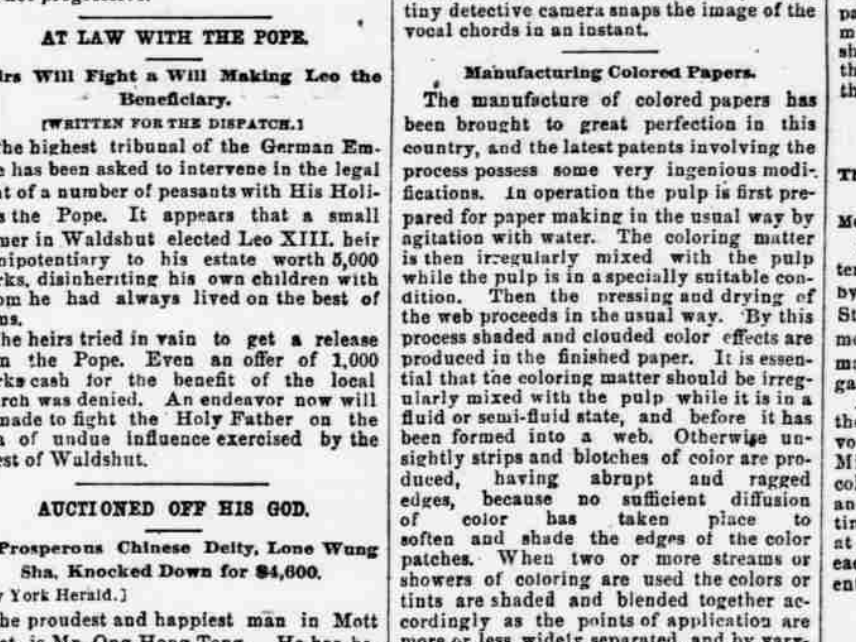 AT LAW WITH THE POPE.
Will Fight a Will Making Leo the
Beneficiary.
[WRITTEN FOR THE DISPATCH.]
he highest tribunal of the German Em-
e has been asked to intervene in the legal
t of a number of peasants with His Holi-
s the Pope. It appears that a small
mer in Waldshut elected Leo XIII. heir
nipotentiary to his estate worth 5,000
rks, disinheriting his own children with
om he had always lived on the best of
ms.
he heirs tried in vain to get a release
m the Pope. Even an offer of 1,000
rks cash for the benefit of the local
rch was denied. An endeavor now will
made to fight the Holy Father on the
a of undue influence exercised by the
est of Waldshut.
AUCTIONED OFF HIS GOD.
Prosperous Chinese Deity, Lone Wung
Sha, Knocked Down for $4,600.
York Herald.]
he proudest and happiest man in Mott
tiny detective camera snaps the image of the
vocal chords in an instant.
Manufacturing Colored Papers.
The manufacture of colored papers has
been brought to great perfection in this
country, and the latest patents involving the
process possess some very ingenious modi-
fications. In operation the pulp is first pre-
pared for paper making in the usual way by
agitation with water. The coloring matter
is then irregularly mixed with the pulp
while the pulp is in a specially suitable con-
dition. Then the pressing and drying of
the web proceeds in the usual way. By this
process shaded and clouded color effects are
produced in the finished paper. It is essen-
tial that the coloring matter should be irreg-
ularly mixed with the pulp while it is in a
fluid or semi-fluid state, and before it has
been formed into a web. Otherwise un-
sightly strips and blotches of color are pro-
duced, having abrupt and ragged
edges, because no sufficient diffusion
of color has taken place to
soften and shade the edges of the color
patches. When two or more streams or
showers of coloring are used the colors or
tints are shaded and blended together ac-
cordingly as the points of application are
more or less widely separated, and by